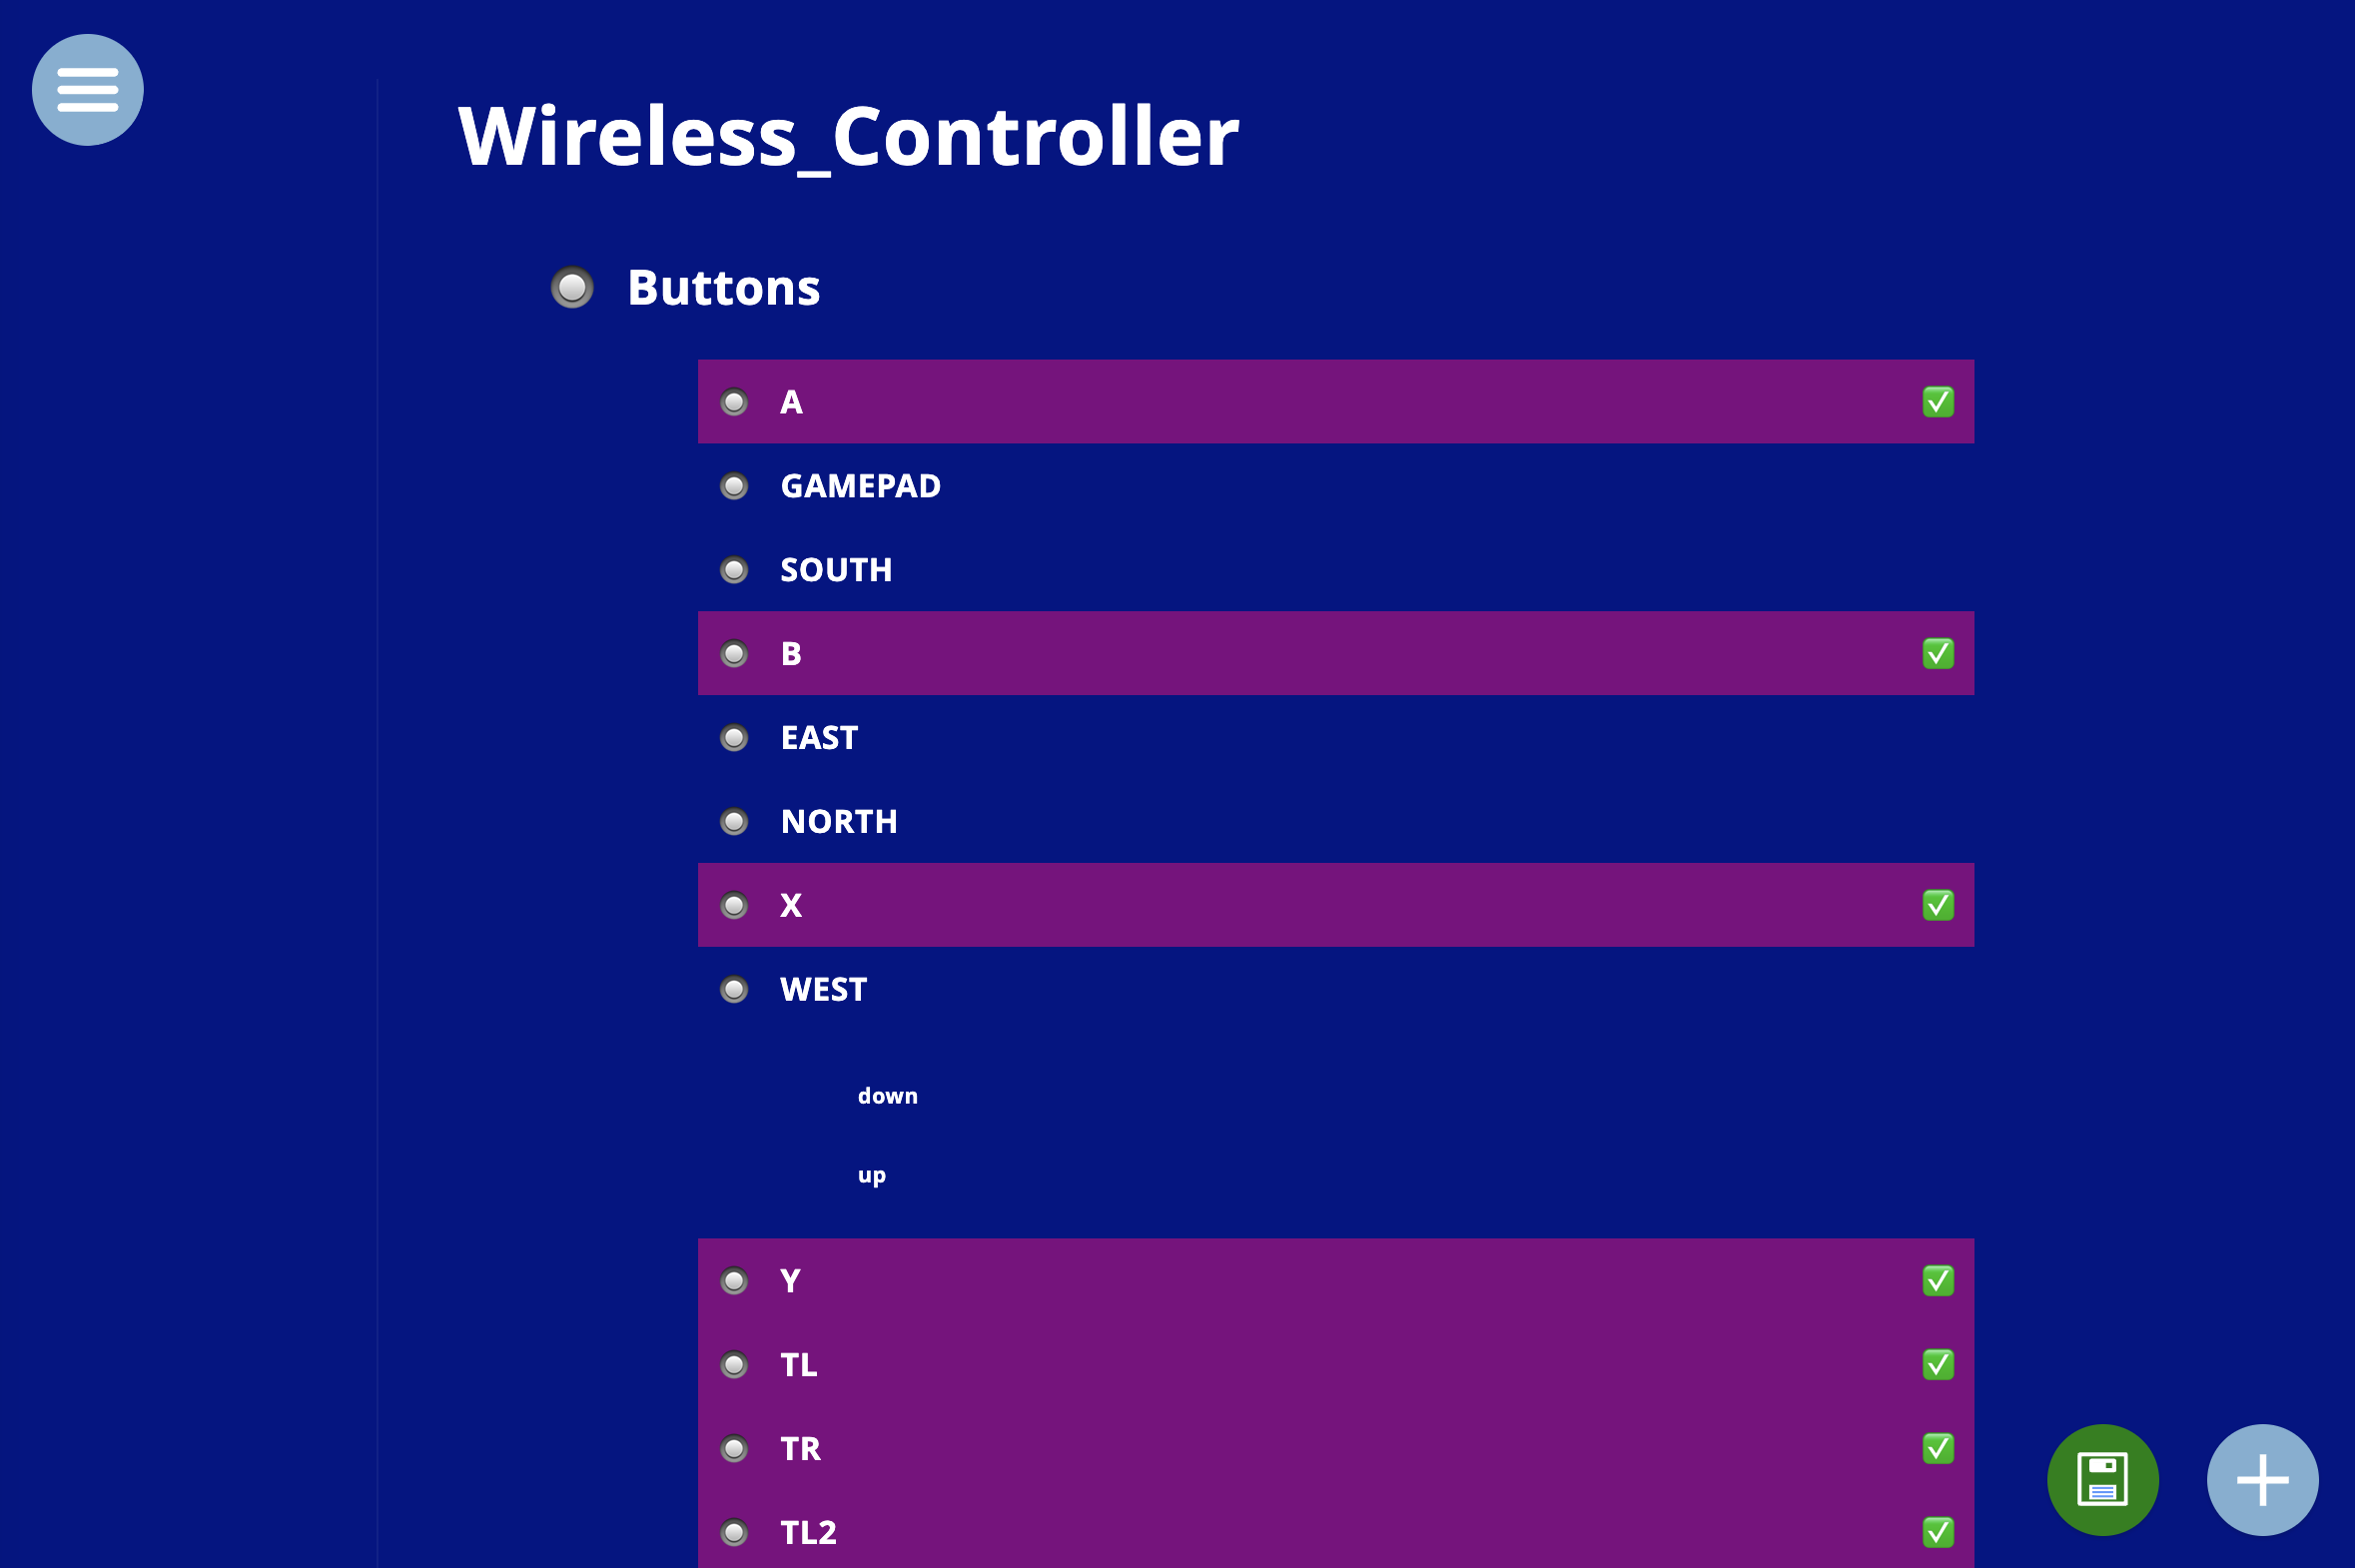 Wireless_Controller
Buttons
A
GAMEPAD
SOUTH
B
EAST
NORTH
X
WEST
down
up
Y
TL
TR
TL2